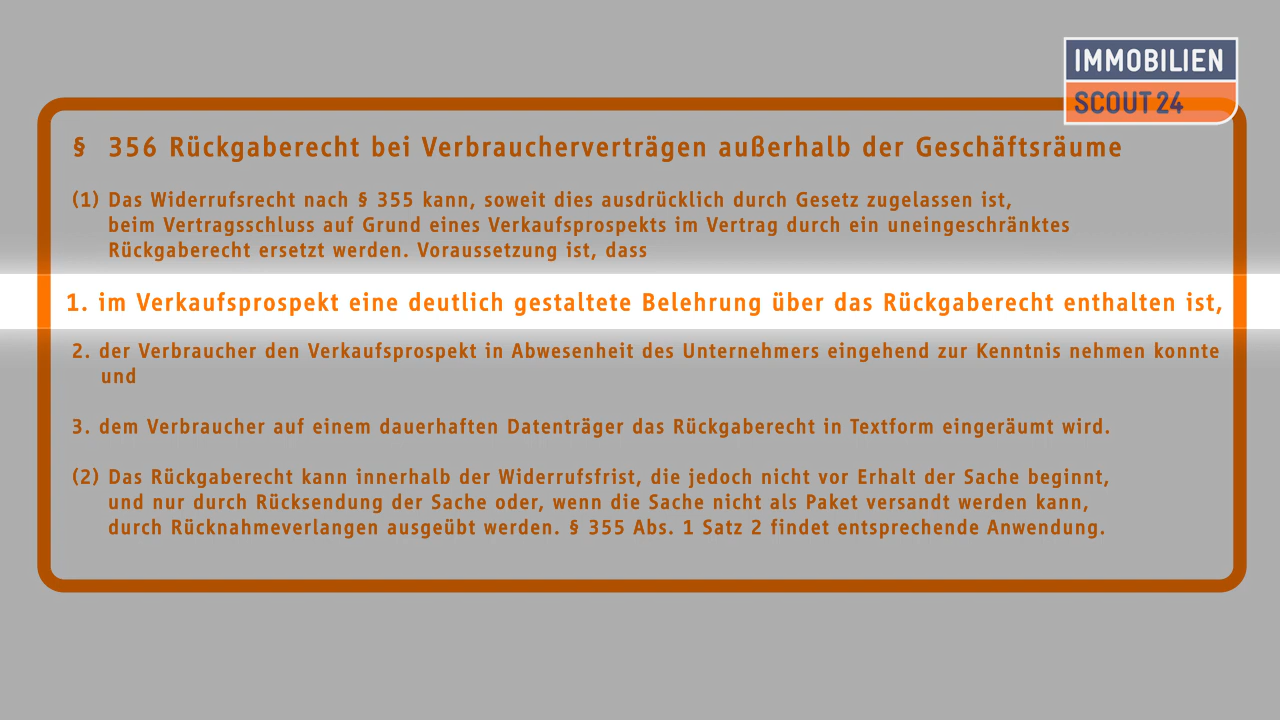 IMMOBILIEN
SCOUT 24
§ 356 Rückgaberecht bei Verbraucherverträgen außerhalb der Geschäftsräume
(1) Das Widerrufsrecht nach § 355 kann, soweit dies ausdrücklich durch Gesetz zugelassen ist,
beim Vertragsschluss auf Grund eines Verkaufsprospekts im Vertrag durch ein uneingeschränktes
Rückgaberecht ersetzt werden. Voraussetzung ist, dass
1. im Verkaufsprospekt eine deutlich gestaltete Belehrung über das Rückgaberecht enthalten ist,
2. der Verbraucher den Verkaufsprospekt in Abwesenheit des Unternehmers eingehend zur Kenntnis nehmen konnte
und
3. dem Verbraucher auf einem dauerhaften Datenträger das Rückgaberecht in Textform eingeräumt wird.
(2) Das Rückgaberecht kann innerhalb der Widerrufsfrist, die jedoch nicht vor Erhalt der Sache beginnt,
und nur durch Rücksendung der Sache oder, wenn die Sache nicht als Paket versandt werden kann,
durch Rücknahmeverlangen ausgeübt werden. § 355 Abs. 1 Satz 2 findet entsprechende Anwendung.